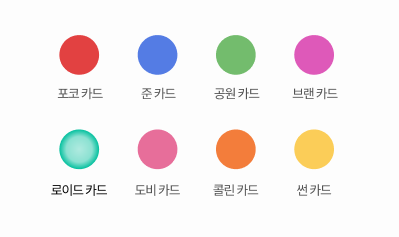 포코 카드
준 카드
공원 카드
브랜 카드
로이드 카드
도비 카드
콜린 카드
썬 카드